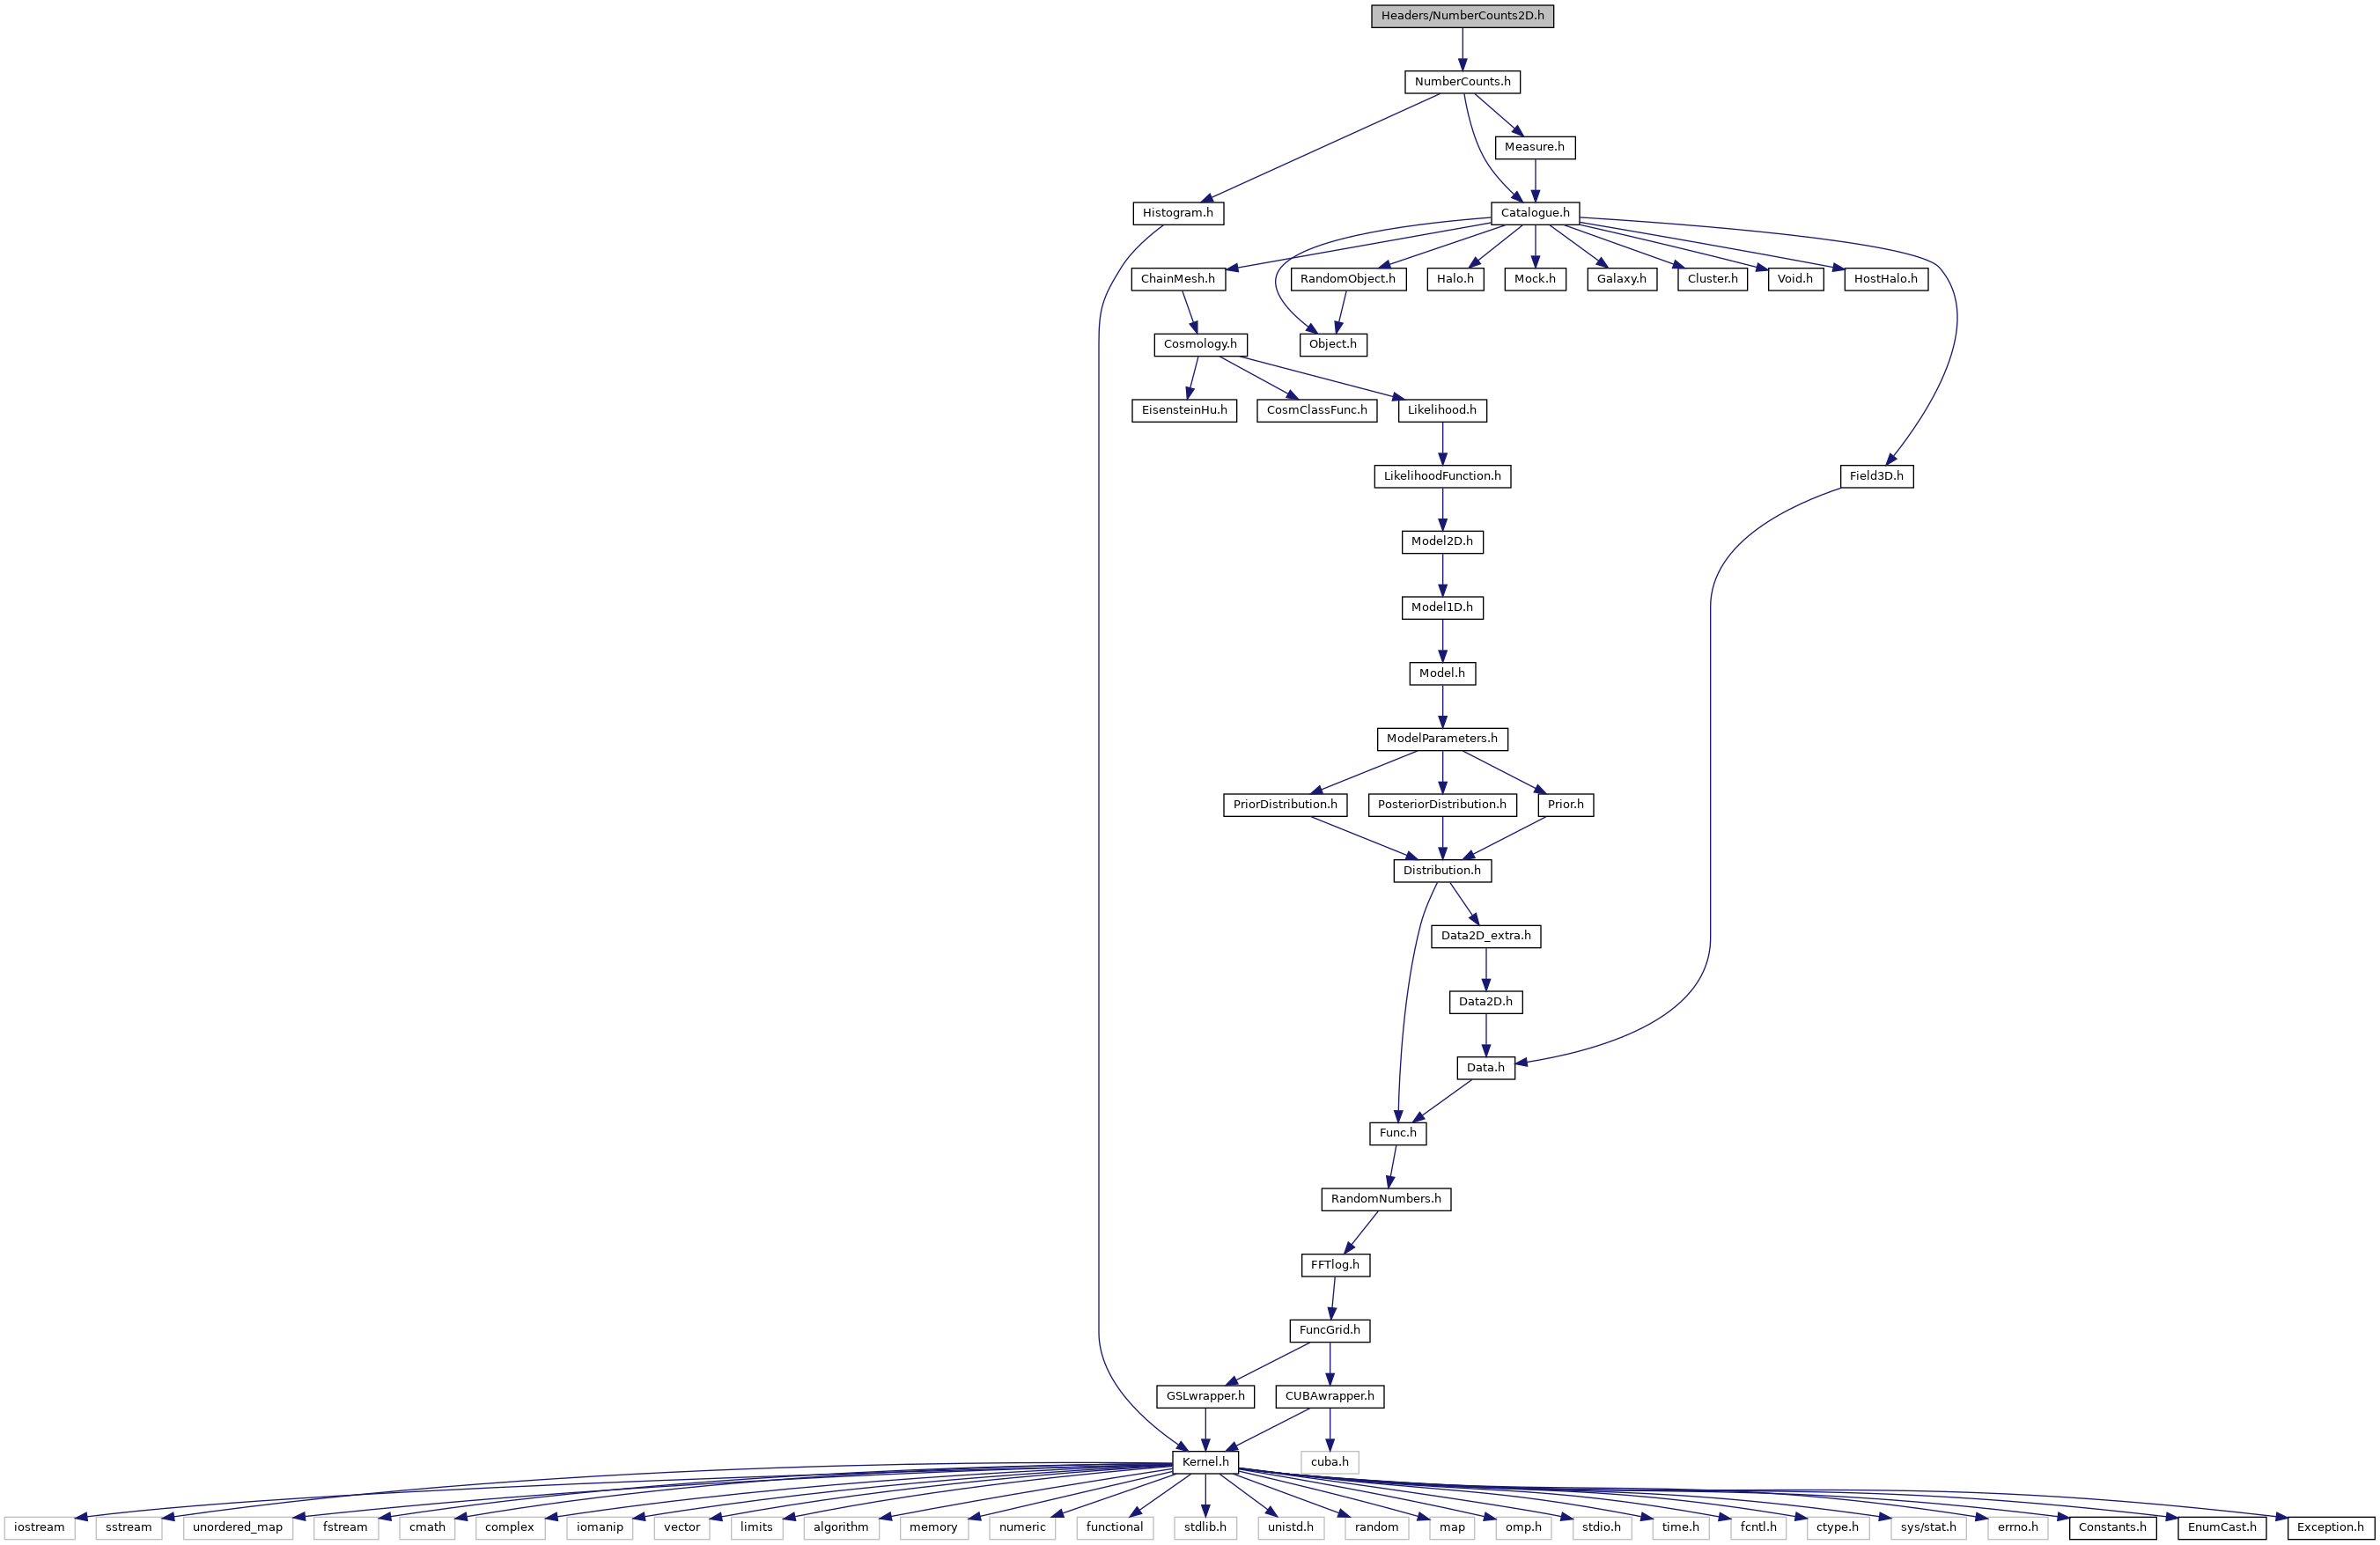 Headers/NumberCounts2D.h
NumberCounts.h
Measure.h
Histogram.h
Catalogue.h
ChainMesh.h
RandomObject.h
Halo.h
Mock.h
Galaxy.h
Cluster.h
Void.h
HostHalo.h
Cosmology.h
Object.h
EisensteinHu.h
CosmClassFunc.h
Likelihood.h
LikelihoodFunction.h
Field3D.h
Model2D.h
Model1D.h
Model.h
ModelParameters.h
PriorDistribution.h
PosteriorDistribution.h
Prior.h
Distribution.h
Data2D_extra.h
Data2D.h
Data.h
Func.h
RandomNumbers.h
FFTlog.h
FuncGrid.h
GSLwrapper.h
CUBAwrapper.h
Kernel.h
cuba.h
iostream
sstream
unordered_map
fstream
cmath
complex
iomanip
vector
limits
algorithm
memory
numeric
functional
stdlib.h
unistd.h
random
map
omp.h
stdio.h
time.h
fcntl.h
ctype.h
sys/stat.h
errno.h
Constants.h
EnumCast.h
Exception.h